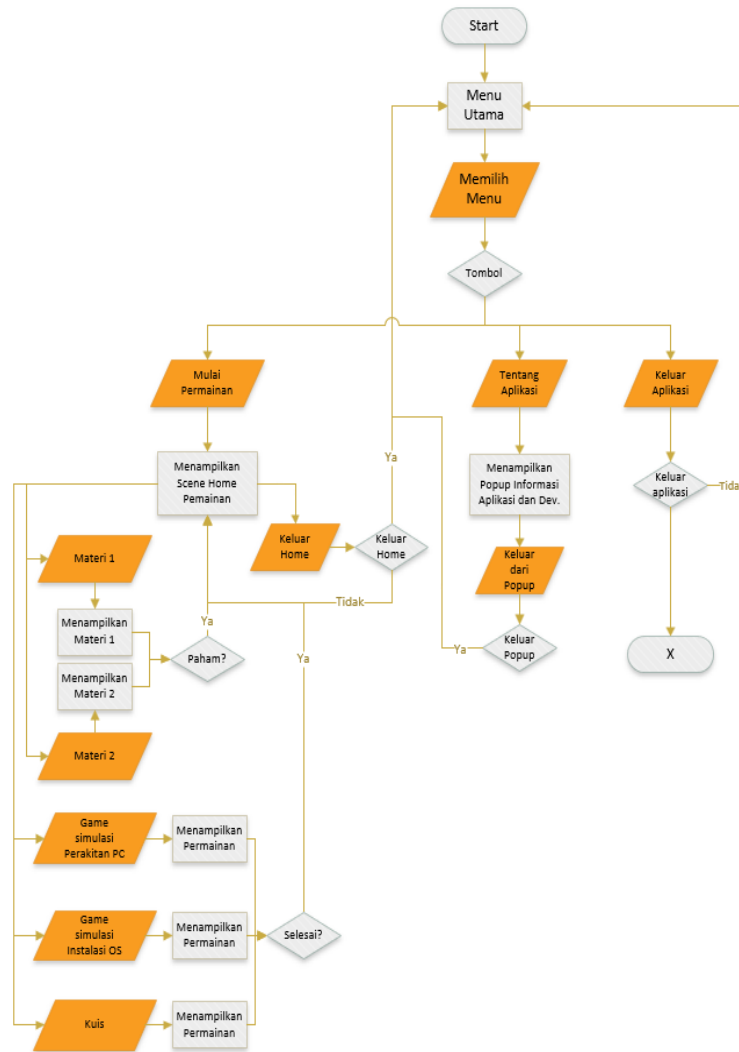 Start
Menu
Utama
Memilih
Menu
Tombol
Mulai
Permainan
Tentang
Aplikasi
Keluar
Aplikasi
Menampilkan
Scene Home
Pemainan
Ya
Menampilkan
Popup Informasi
Aplikasi dan Dev.
Keluar
aplikasi
Tida
Keluar
Home
Keluar
Home
Materi 1
Keluar
dari
Popup
Tidak
Menampilkan
Materi 1
Ya
Paham?
Ya
Ya
Keluar
Popup
X
Menampilkan
Materi 2
Materi 2
Game
simulasi
Perakitan PC
Menampilkan
Permainan
Game
simulasi
Instalasi OS
Menampilkan
Permainan
Selesai?
Kuis
Menampilkan
Permainan